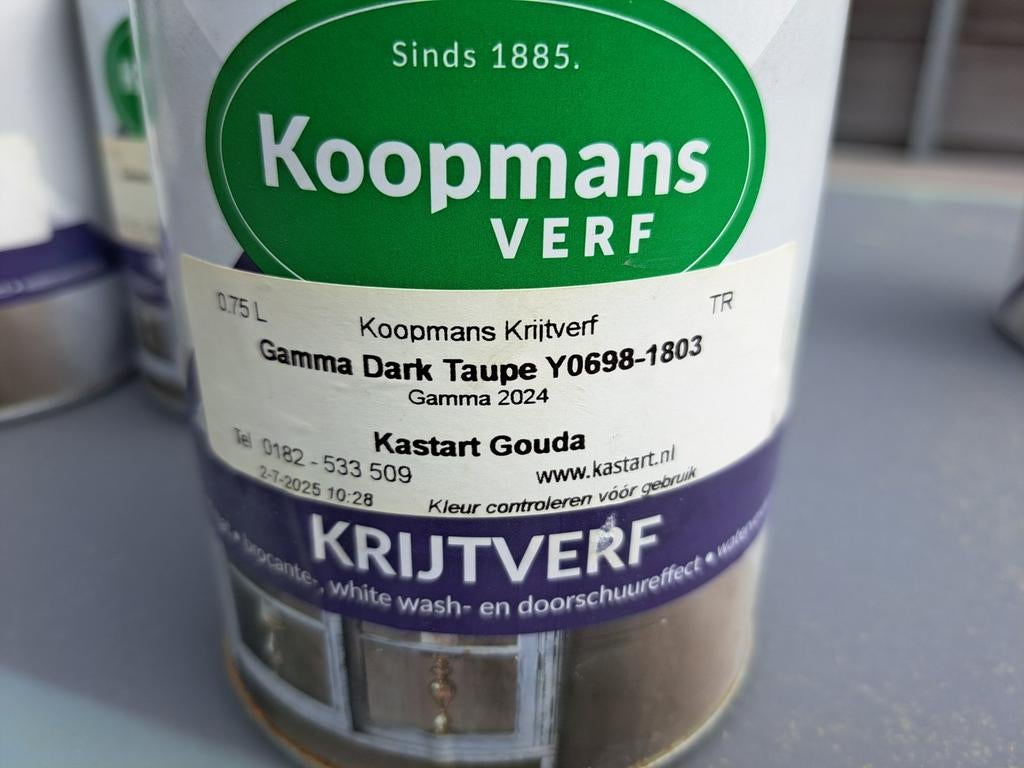 Sinds 1885.
Koopmans
VERF
0.75 L
TR
Koopmans Krijtverf
Gamma Dark Taupe Y0698-1803
Gamma 2024
Kastart Gouda
Tel 0182 - 533 509
www.kastart.nl
2-7-2025 10:28
Kleur controleren vóór gebruik
KRIJTVERF
• brocante-, white wash- en doorschuureffect •